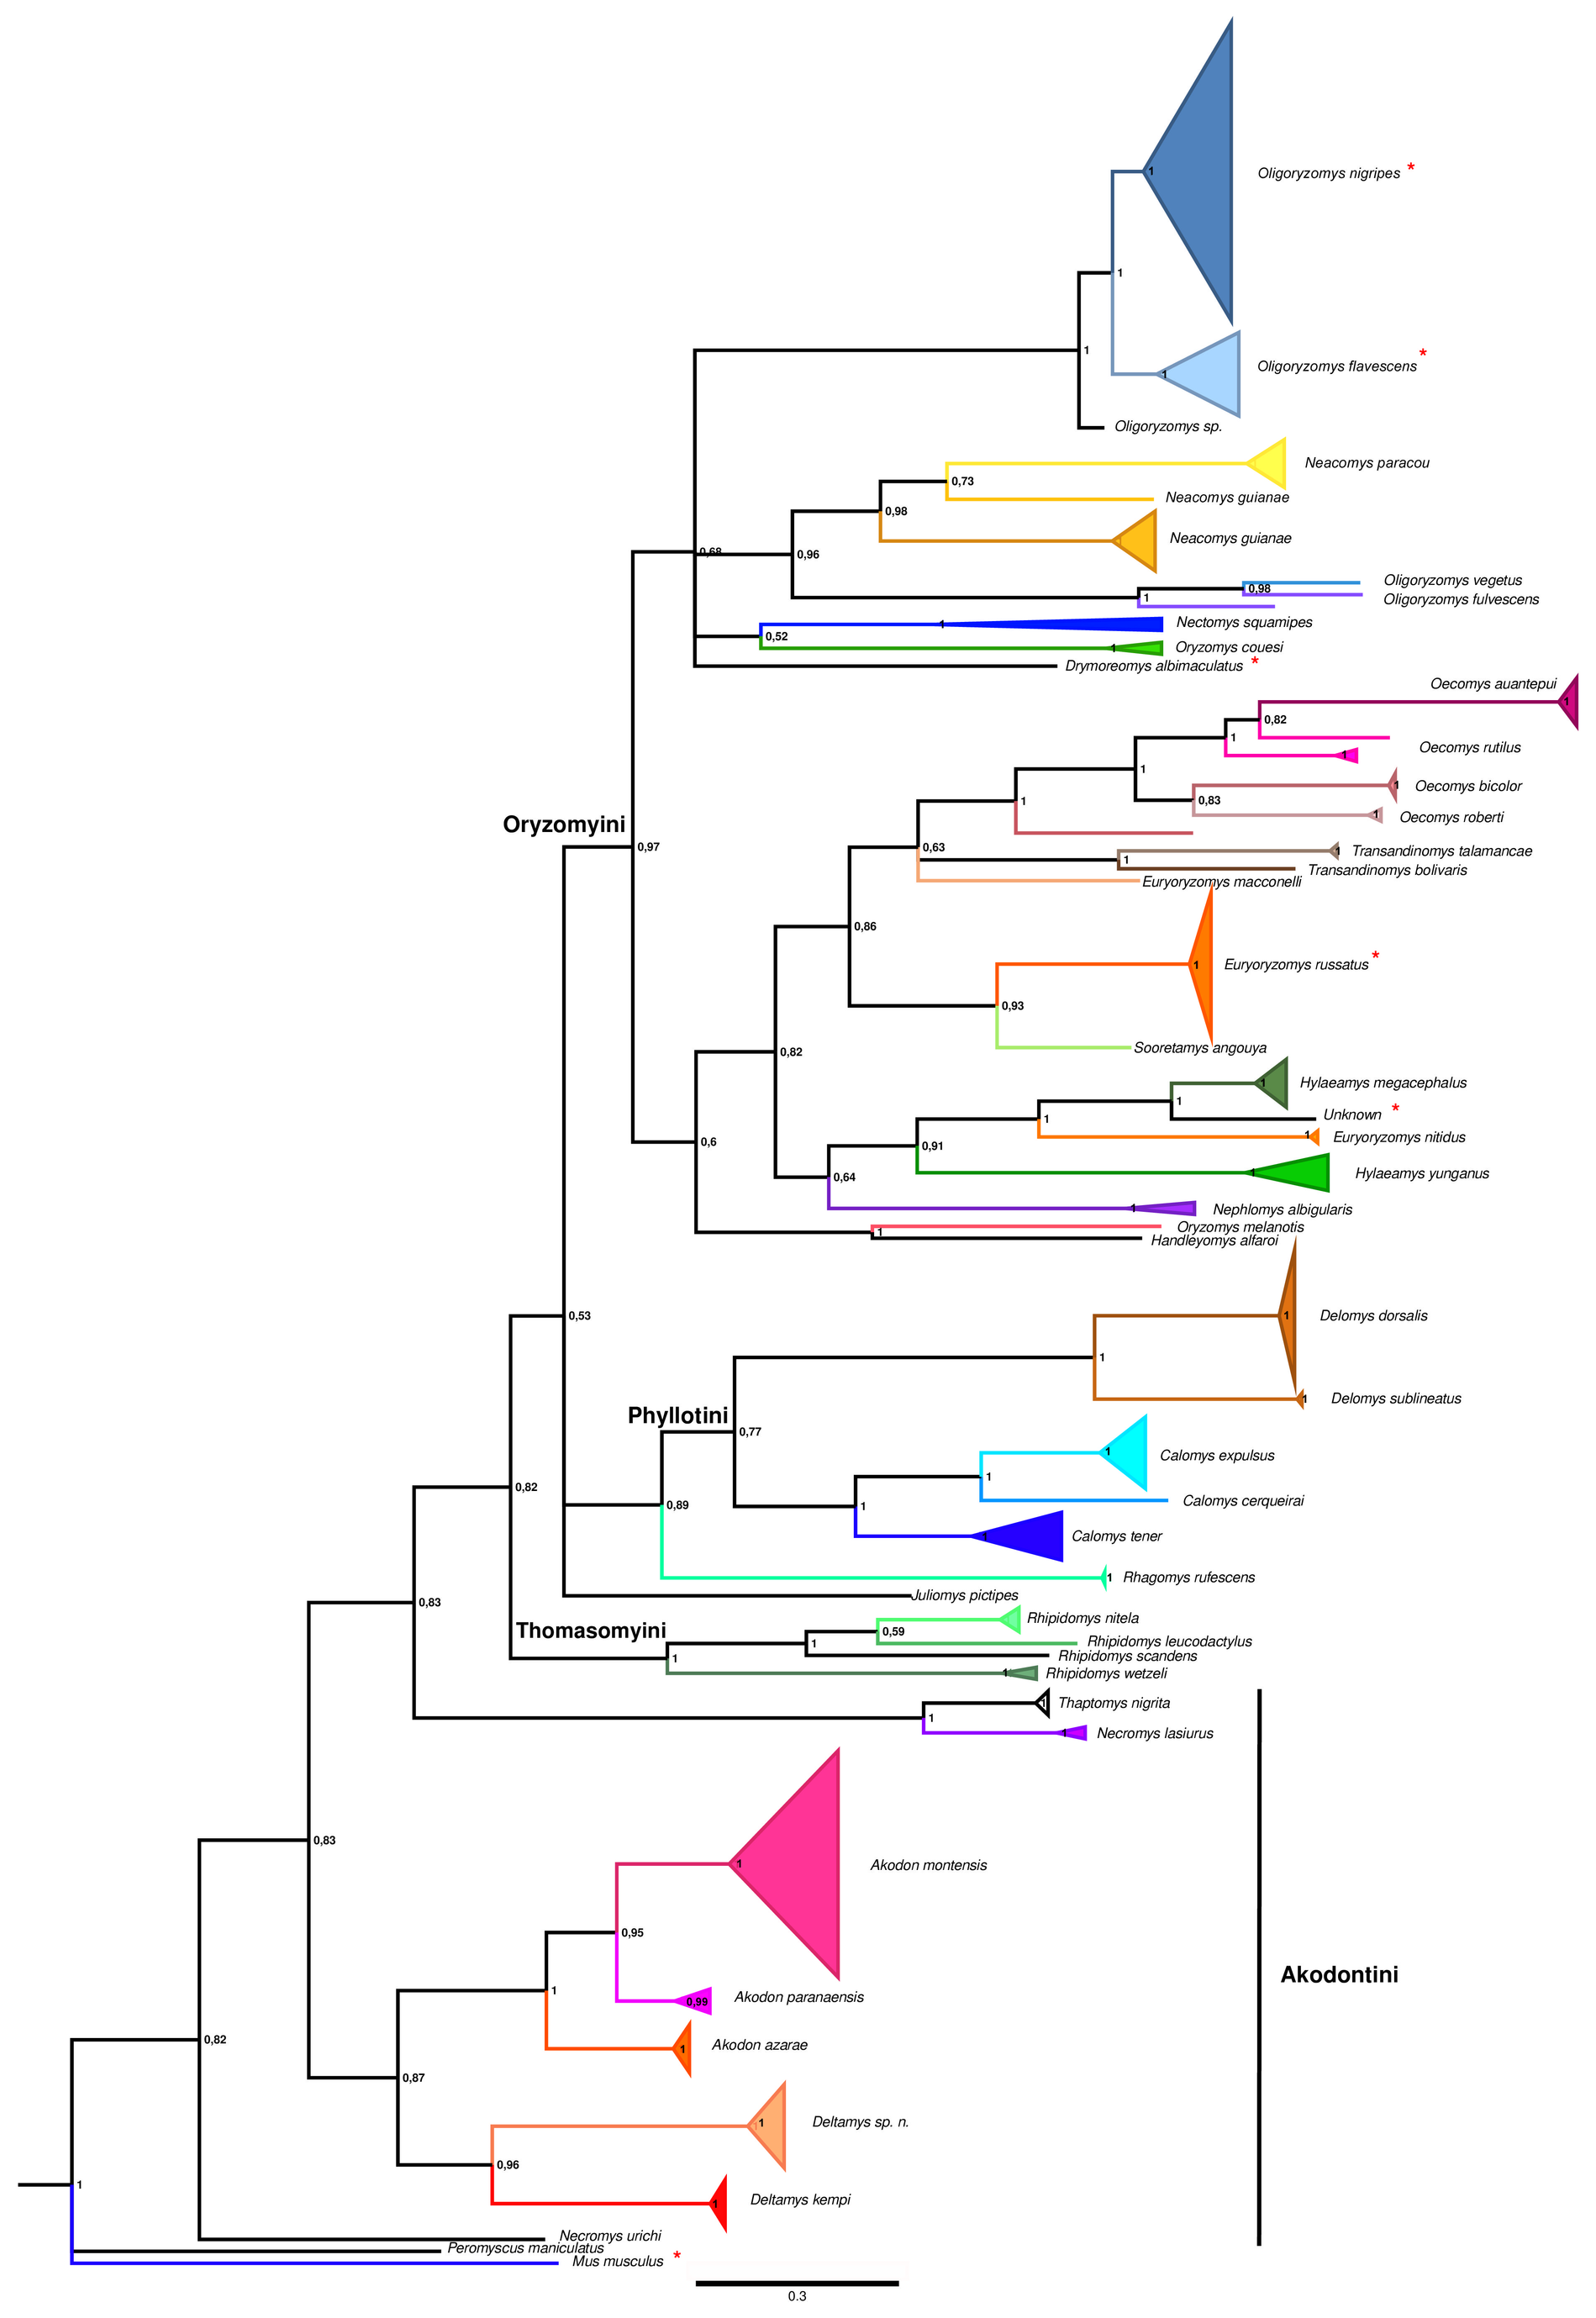 1
Oligoryzomys nigripes *
1
1
Oligoryzomys flavescens *
1
Oligoryzomys sp.
Neacomys paracou
0,73
Neacomys guianae
0,98
Neacomys guianae
0,68
0,96
Oligoryzomys vegetus
0,98
1
Oligoryzomys fulvescens
1
Nectomys squamipes
0,52
1
Oryzomys couesi
Drymoreomys albimaculatus *
Oecomys auantepui
1
0,82
1
Oecomys rutilus
1
1
1
Oecomys bicolor
0,83
1
Oecomys roberti
1
Oryzomyini
0,97
0,63
1
Transandinomys talamancae
1
Transandinomys bolivaris
Euryoryzomys macconelli
0,86
1
Euryoryzomys russatus *
0,93
Sooretamys angouya
0,82
1
Hylaeamys megacephalus
1
Unknown *
1
1
Euryoryzomys nitidus
0,6
0,91
1
Hylaeamys yunganus
0,64
1
Nephlomys albigularis
Oryzomys melanotis
1
Handleyomys alfaroi
0,53
1
Delomys dorsalis
1
1
Delomys sublineatus
Phyllotini
0,77
1
Calomys expulsus
1
Calomys cerqueirai
0,82
0,89
1
1
Calomys tener
1
Rhagomys rufescens
Juliomys pictipes
0,83
Thomasomyini
Rhipidomys nitela
0,59
1
Rhipidomys leucodactylus
Rhipidomys scandens
1
1
Rhipidomys wetzeli
1
Thaptomys nigrita
1
1
Necromys lasiurus
0,83
1
Akodon montensis
0,95
Akodontini
1
0,99
Akodon paranaensis
0,82
1
Akodon azarae
0,87
1
Deltamys sp. n.
0,96
1
1
Deltamys kempi
Necromys urichi
Peromyscus maniculatus
Mus musculus *
0.3